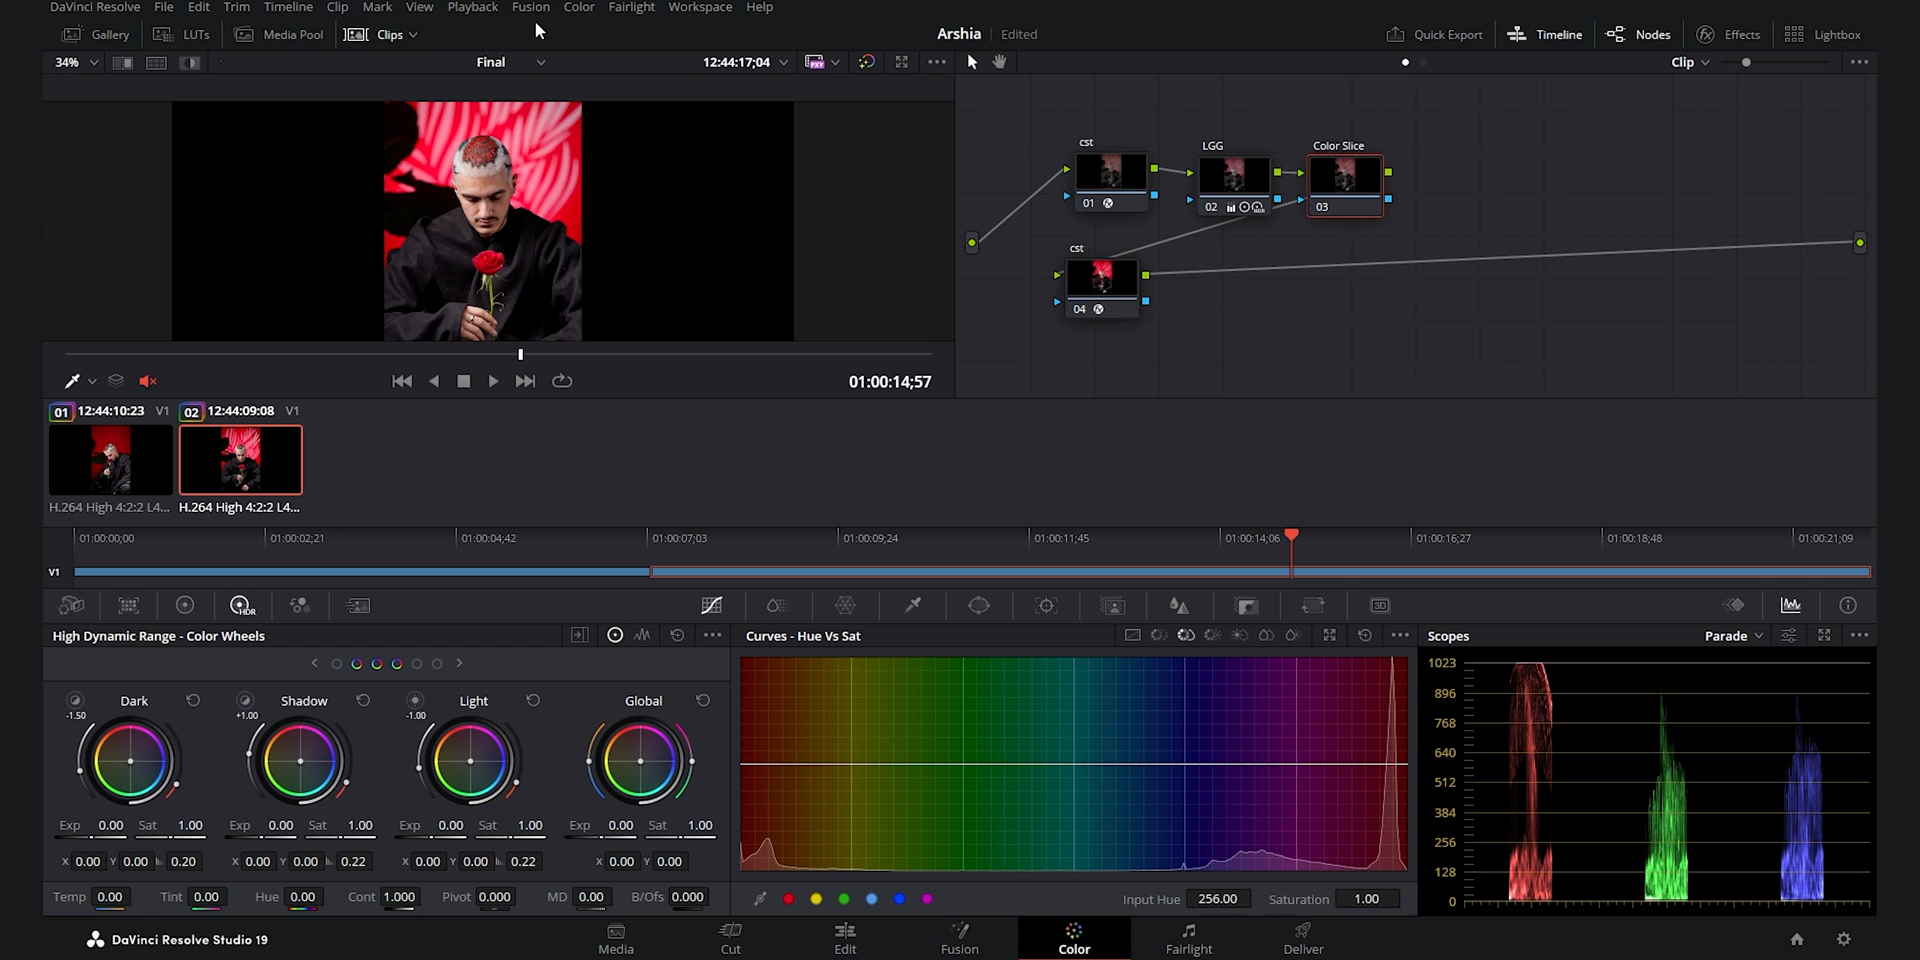 DaVinci Resolve File Edit Trim Timeline Clip Mark View Playback Fusion Color Fairlight Workspace Help
Gallery LUTs Media Pool Clips Arshia Edited Quick Export Timeline Nodes Effects Lightbox
34% Final 12:44:17;04 Clip
cst
LGG
Color Slice
01
02
03
cst
04
01:00:14;57
01 12:44:10:23 V1 02 12:44:09:08 V1
H.264 High 4:2:2 L4... H.264 High 4:2:2 L4...
01:00:00;00 01:00:02;21 01:00:04;42 01:00:07;03 01:00:09;24 01:00:11;45 01:00:14;06 01:00:16;27 01:00:18;48 01:00:21;09
V1
HDR 3D
High Dynamic Range - Color Wheels Curves - Hue Vs Sat Scopes Parade
Dark Shadow Light Global
-1.50 +1.00 -1.00
Exp 0.00 Sat 1.00 Exp 0.00 Sat 1.00 Exp 0.00 Sat 1.00 Exp 0.00 Sat 1.00
X 0.00 Y 0.00 0.20 X 0.00 Y 0.00 0.22 X 0.00 Y 0.00 0.22 X 0.00 Y 0.00
Temp 0.00 Tint 0.00 Hue 0.00 Cont 1.000 Pivot 0.000 MD 0.00 B/Ofs 0.000
Input Hue 256.00 Saturation 1.00
1023
896
768
640
512
384
256
128
0
DaVinci Resolve Studio 19
Media Cut Edit Fusion Color Fairlight Deliver